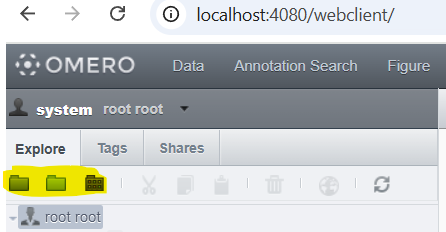 localhost:4080/webclient/
OMERO Data Annotation Search Figure
system root root
Explore Tags Shares
root root